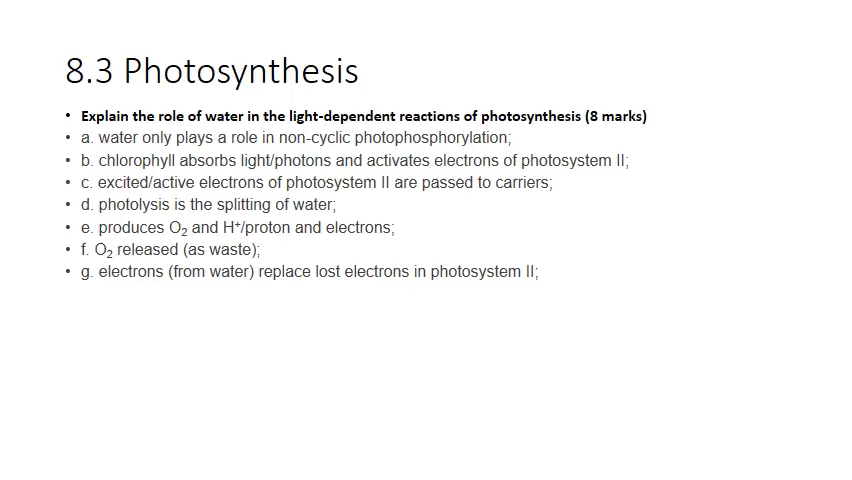 8.3 Photosynthesis
• Explain the role of water in the light-dependent reactions of photosynthesis (8 marks)
• a. water only plays a role in non-cyclic photophosphorylation;
• b. chlorophyll absorbs light/photons and activates electrons of photosystem II;
• c. excited/active electrons of photosystem II are passed to carriers;
• d. photolysis is the splitting of water;
• e. produces O₂ and H⁺/proton and electrons;
• f. O₂ released (as waste);
• g. electrons (from water) replace lost electrons in photosystem II;